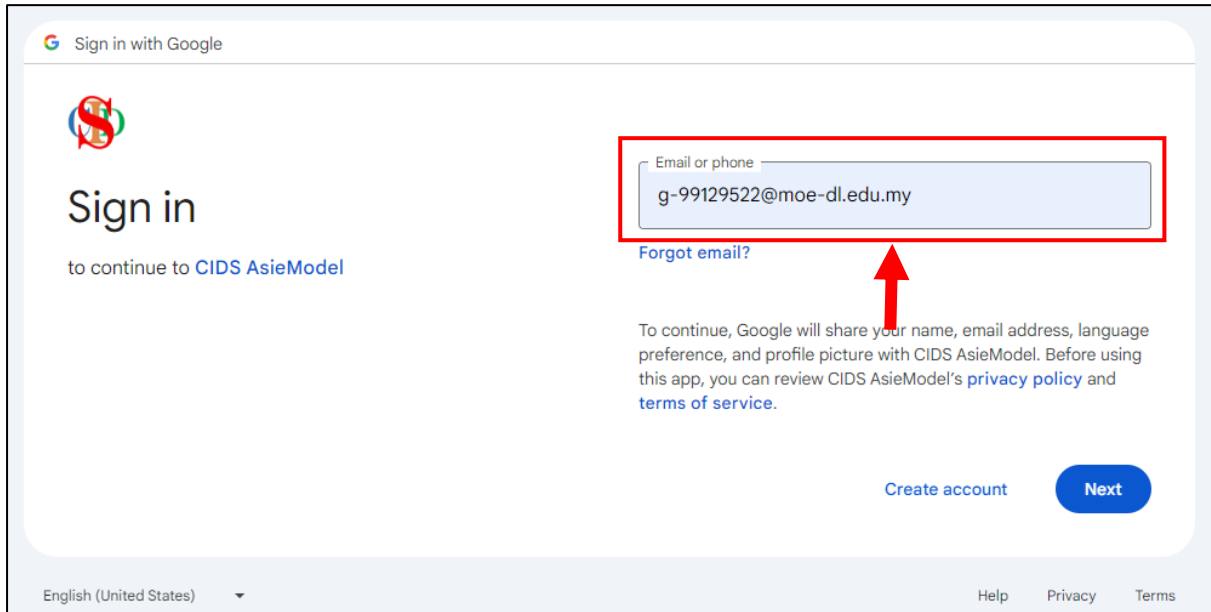 Sign in with Google
Sign in
to continue to CIDS AsieModel
Email or phone
g-99129522@moe-dl.edu.my
Forgot email?
To continue, Google will share your name, email address, language
preference, and profile picture with CIDS AsieModel. Before using
this app, you can review CIDS AsieModel's privacy policy and
terms of service.
Create account
Next
English (United States)
Help Privacy Terms